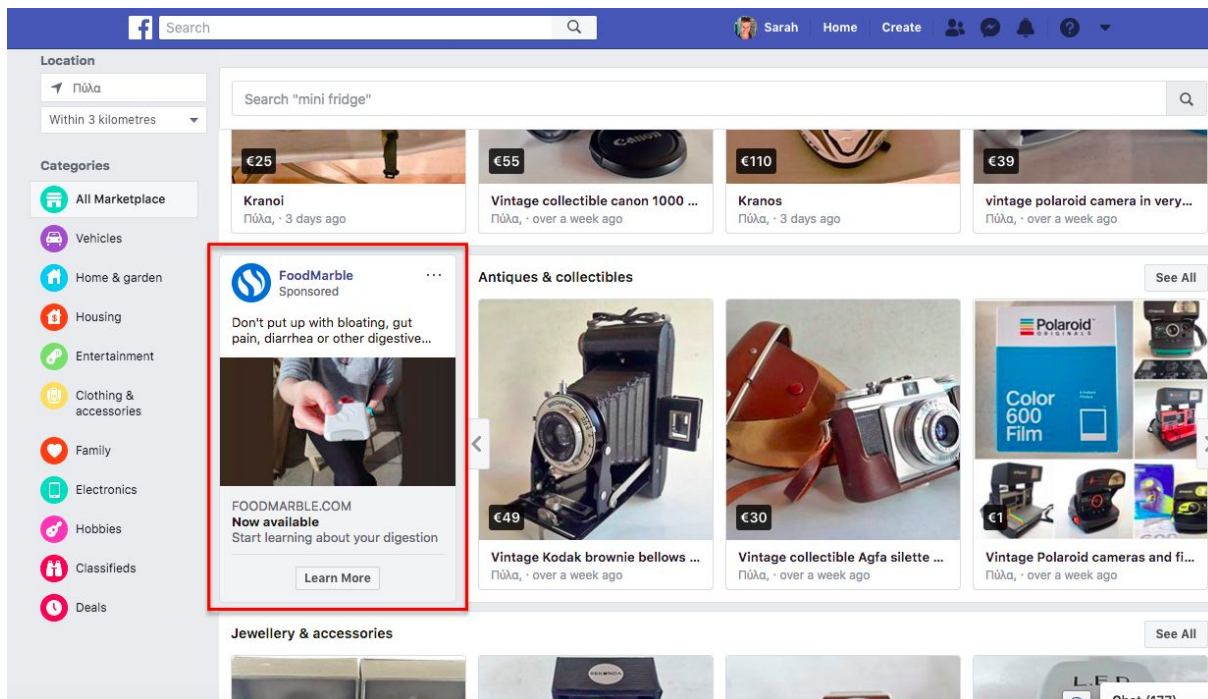 f
Search
Sarah
Home
Create
?
Location
Πύλα
Within 3 kilometres
Categories
All Marketplace
Vehicles
Home & garden
Housing
Entertainment
Clothing &
accessories
Family
Electronics
Hobbies
Classifieds
Deals
Search "mini fridge"
€25
Kranoi
Πύλα, · 3 days ago
Canon
€55
Vintage collectible canon 1000 ...
Πύλα, · over a week ago
€110
Kranos
Πύλα, · 3 days ago
€39
vintage polaroid camera in very...
Πύλα, · over a week ago
FoodMarble
...
Sponsored
Don't put up with bloating, gut
pain, diarrhea or other digestive...
FOODMARBLE.COM
Now available
Start learning about your digestion
Learn More
Antiques & collectibles
See All
€49
Vintage Kodak brownie bellows ...
Πύλα, · over a week ago
€30
Vintage collectible Agfa silette ...
Πύλα, · over a week ago
Polaroid
ORIGINALS
Color
600
Film
€1
Vintage Polaroid cameras and fi...
Πύλα, · over a week ago
Jewellery & accessories
See All
SEKONDA
L.E.D
Chat (177)